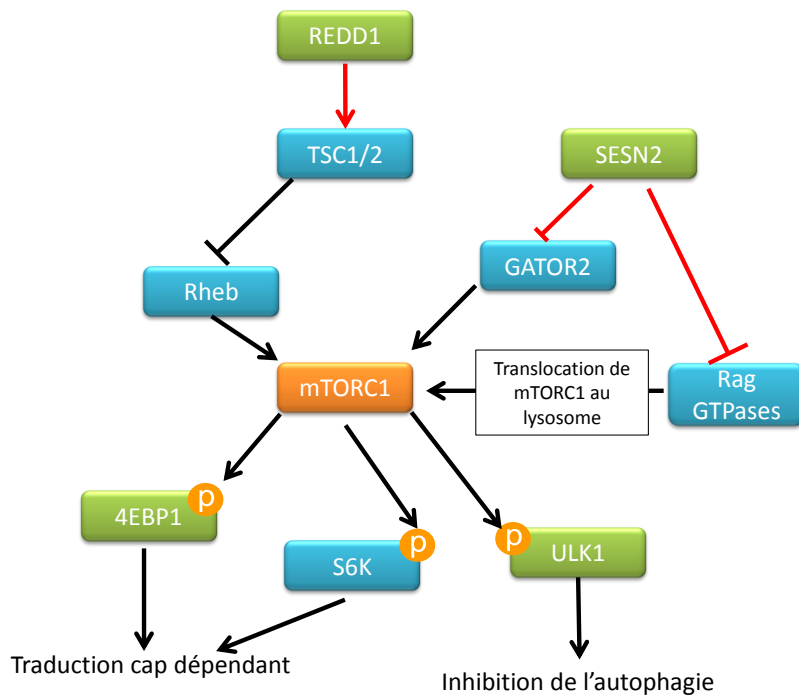 REDD1
TSC1/2
SESN2
GATOR2
Rheb
Translocation de
mTORC1 au
lysosome
Rag
GTPases
mTORC1
p
4EBP1
p
S6K
p
ULK1
Traduction cap dépendant
Inhibition de l'autophagie